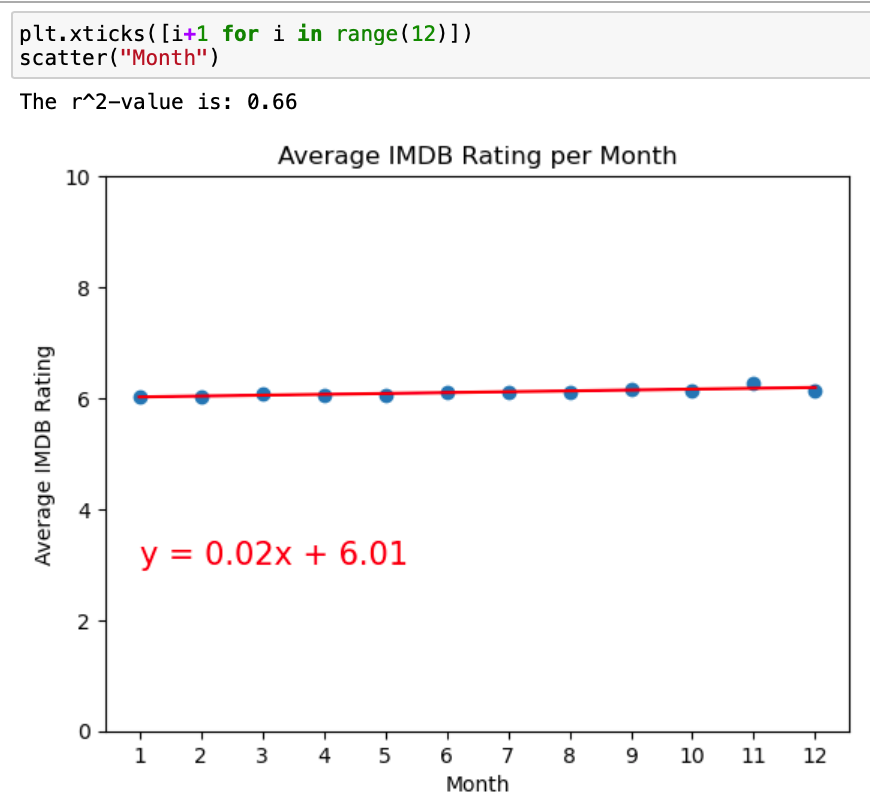 plt.xticks([i+1 for i in range(12)])
scatter("Month")
The r^2-value is: 0.66
Average IMDB Rating per Month
10
8
6
4
2
0
Average IMDB Rating
y = 0.02x + 6.01
1 2 3 4 5 6 7 8 9 10 11 12
Month